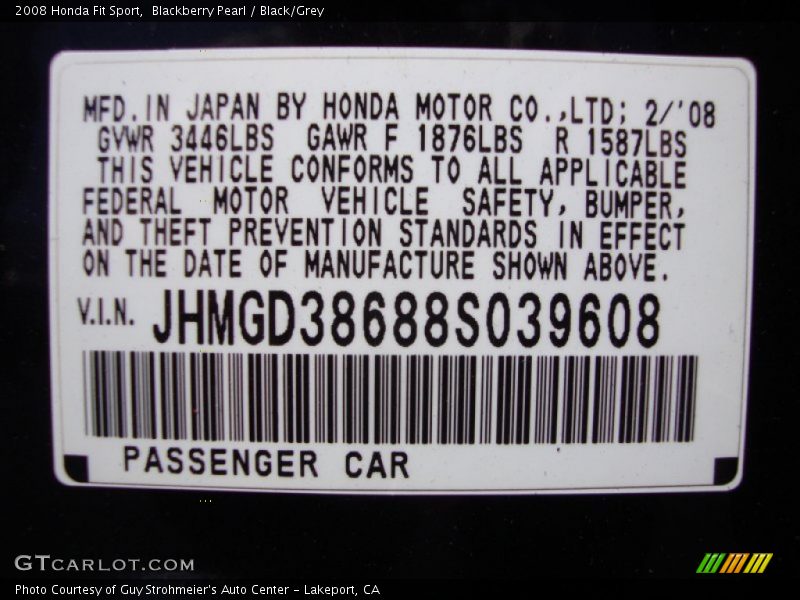 2008 Honda Fit Sport, Blackberry Pearl / Black/Grey
MFD. IN JAPAN BY HONDA MOTOR CO.,LTD; 2/'08
GVWR 3446LBS GAWR F 1876LBS R 1587LBS
THIS VEHICLE CONFORMS TO ALL APPLICABLE
FEDERAL MOTOR VEHICLE SAFETY, BUMPER,
AND THEFT PREVENTION STANDARDS IN EFFECT
ON THE DATE OF MANUFACTURE SHOWN ABOVE.
V.I.N. JHMGD38688S039608
PASSENGER CAR
GTCARLOT.COM
Photo Courtesy of Guy Strohmeier's Auto Center – Lakeport, CA